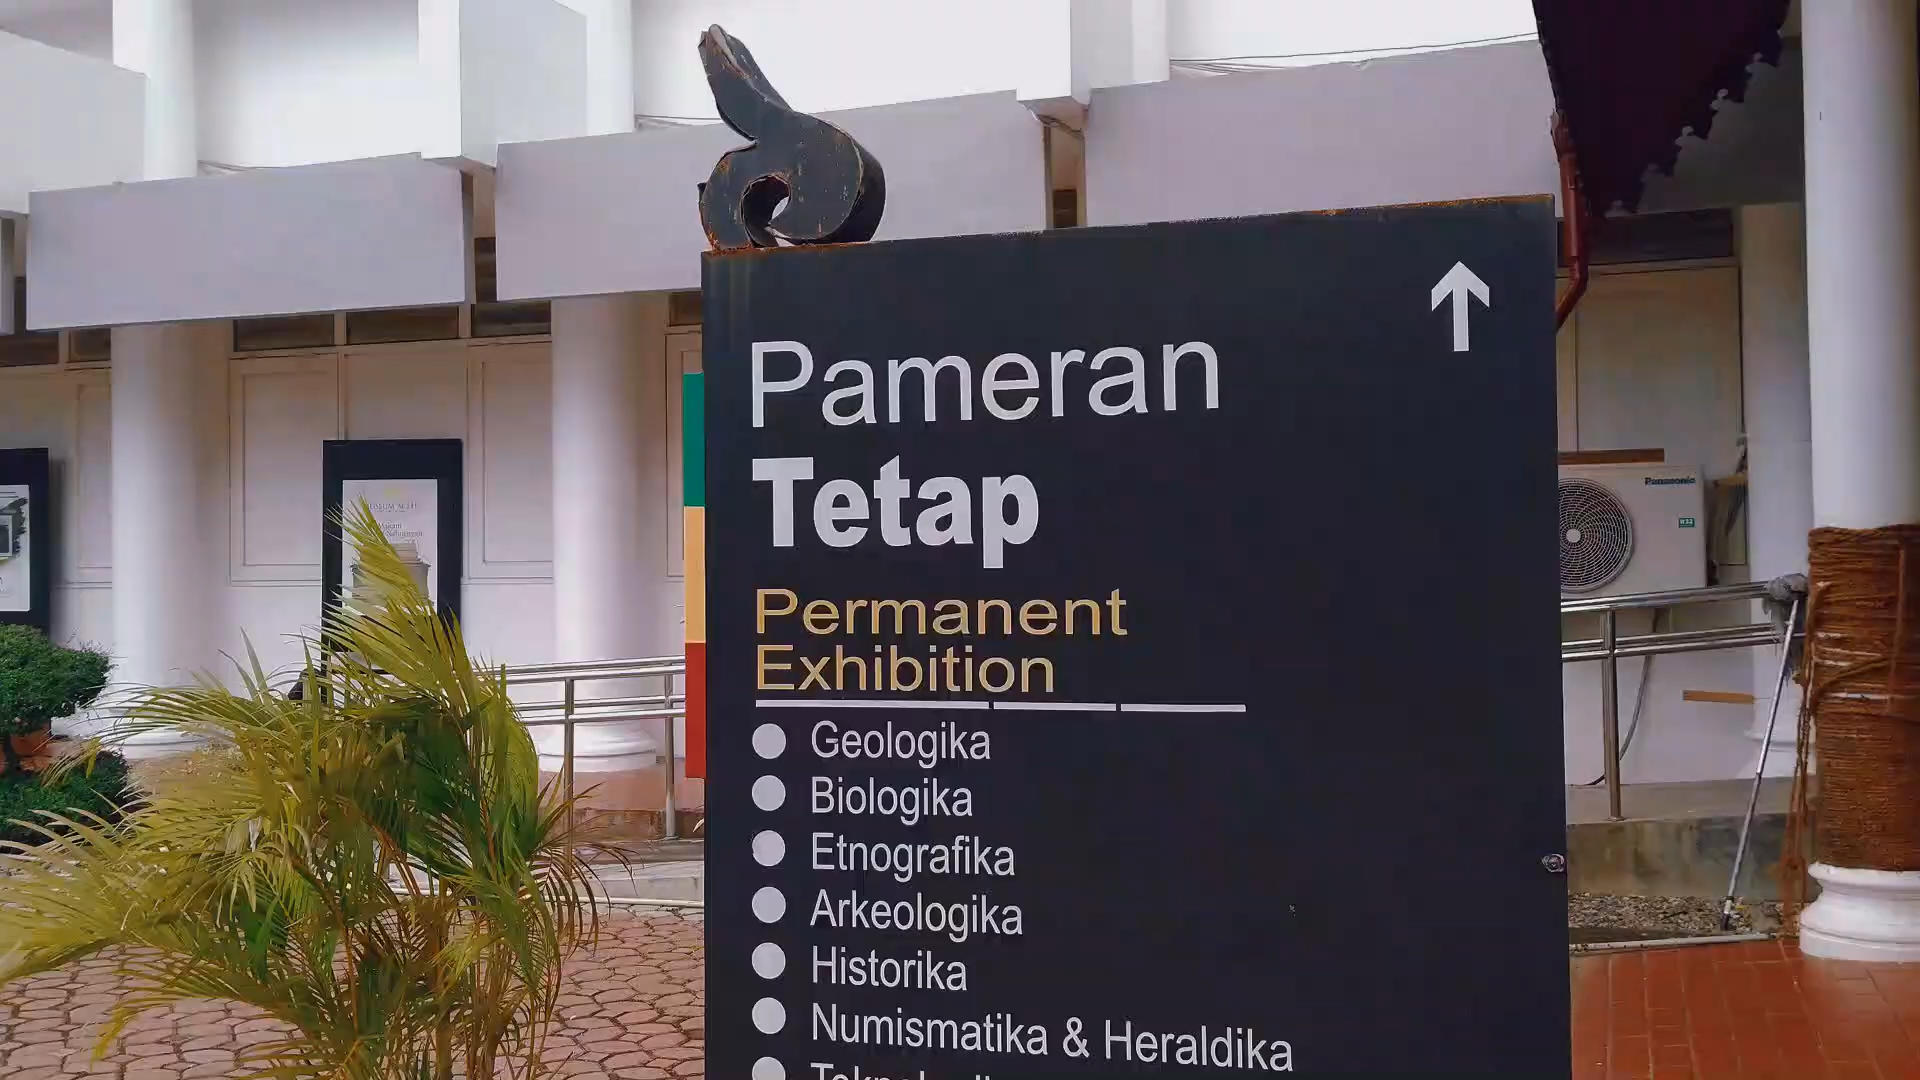 Pameran
Tetap
Permanent
Exhibition
Geologika
Biologika
Etnografika
Arkeologika
Historika
Numismatika & Heraldika
Panasonic